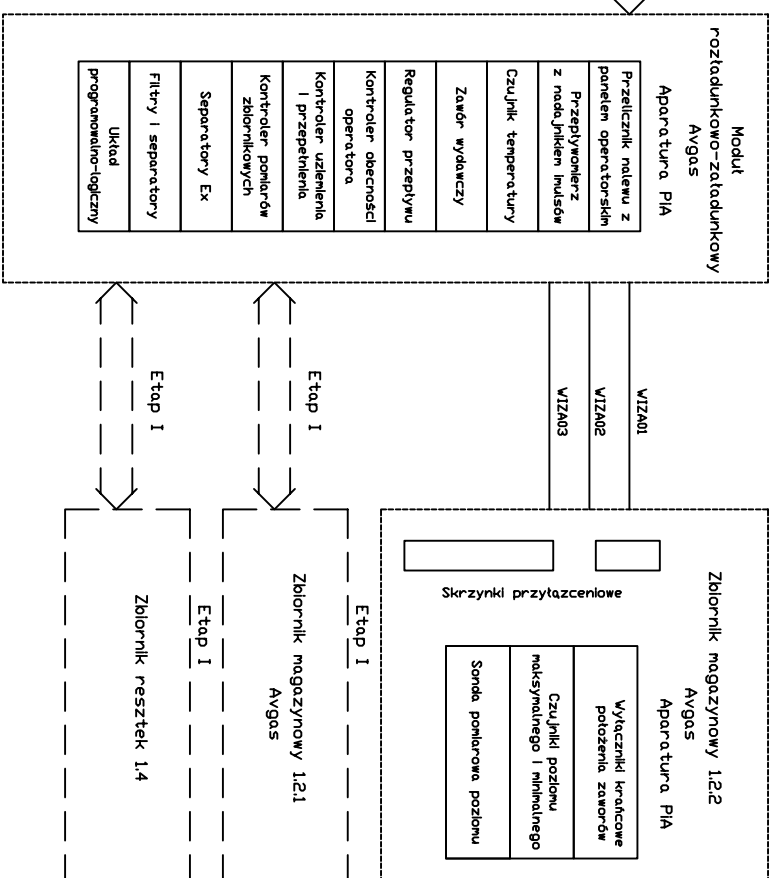 Moduł
rozładunkowo-załadunkowy
Avgas
Aparatura PiA
Przelicznik nalewu z
panelem operatorskim
Przepływomierz
z nadajnikiem imulsów
Czujnik temperatury
Zawór wydawczy
Regulator przepływu
Kontroler obecności
operatora
Kontroler uziemienia
i przepełnienia
Kontroler pomiarów
zbiornikowych
Separatory Ex
Filtry i separatory
Układ
programowalno-logiczny
WIZA01
WIZA02
WIZA03
Etap I
Etap I
Zbiornik magazynowy 1.2.2
Avgas
Aparatura PiA
Wyłączniki krańcowe
położenia zaworów
Czujniki poziomu
maksymalnego i minimalnego
Sonda pomiarowa poziomu
Skrzynki przyłączeniowe
Etap I
Zbiornik magazynowy 1.2.1
Avgas
Etap I
Zbiornik resztek 1.4